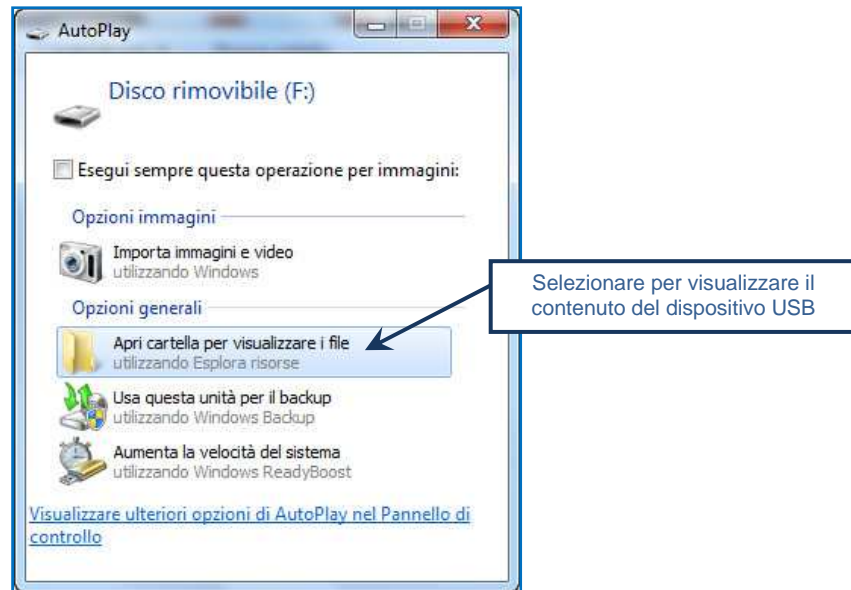 AutoPlay
Disco rimovibile (F:)
Esegui sempre questa operazione per immagini:
Opzioni immagini
Importa immagini e video
utilizzando Windows
Opzioni generali
Apri cartella per visualizzare i file
utilizzando Esplora risorse
Usa questa unità per il backup
utilizzando Windows Backup
Aumenta la velocità del sistema
utilizzando Windows ReadyBoost
Visualizzare ulteriori opzioni di AutoPlay nel Pannello di
controllo
Selezionare per visualizzare il
contenuto del dispositivo USB